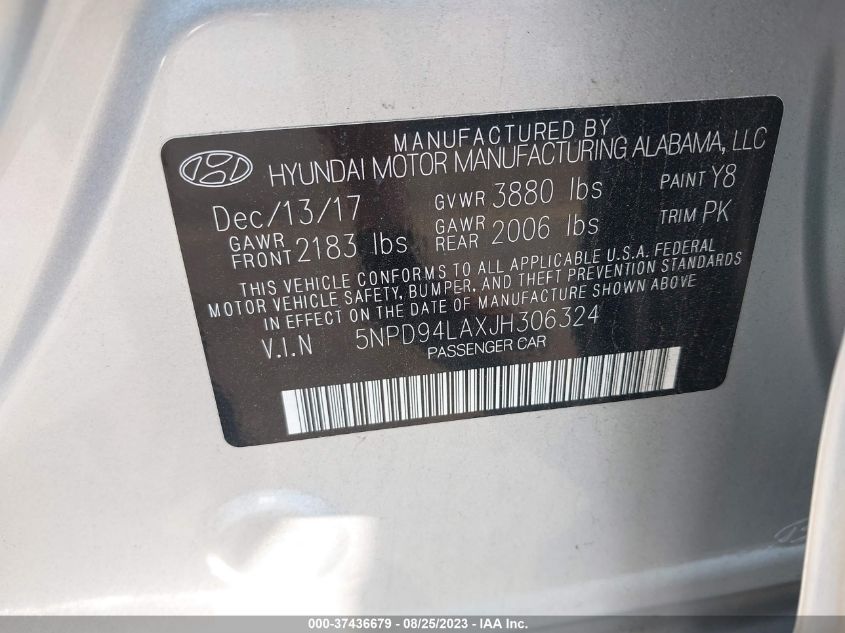 MANUFACTURED BY
HYUNDAI MOTOR MANUFACTURING ALABAMA, LLC
Dec/13/17 GVWR 3880 lbs PAINT Y8
GAWR FRONT 2183 lbs GAWR REAR 2006 lbs TRIM PK
THIS VEHICLE CONFORMS TO ALL APPLICABLE U.S.A. FEDERAL
MOTOR VEHICLE SAFETY, BUMPER, AND THEFT PREVENTION STANDARDS
IN EFFECT ON THE DATE OF MANUFACTURE SHOWN ABOVE.
V.I.N 5NPD94LAXJH306324
PASSENGER CAR
000-37436679 - 08/25/2023 - IAA Inc.